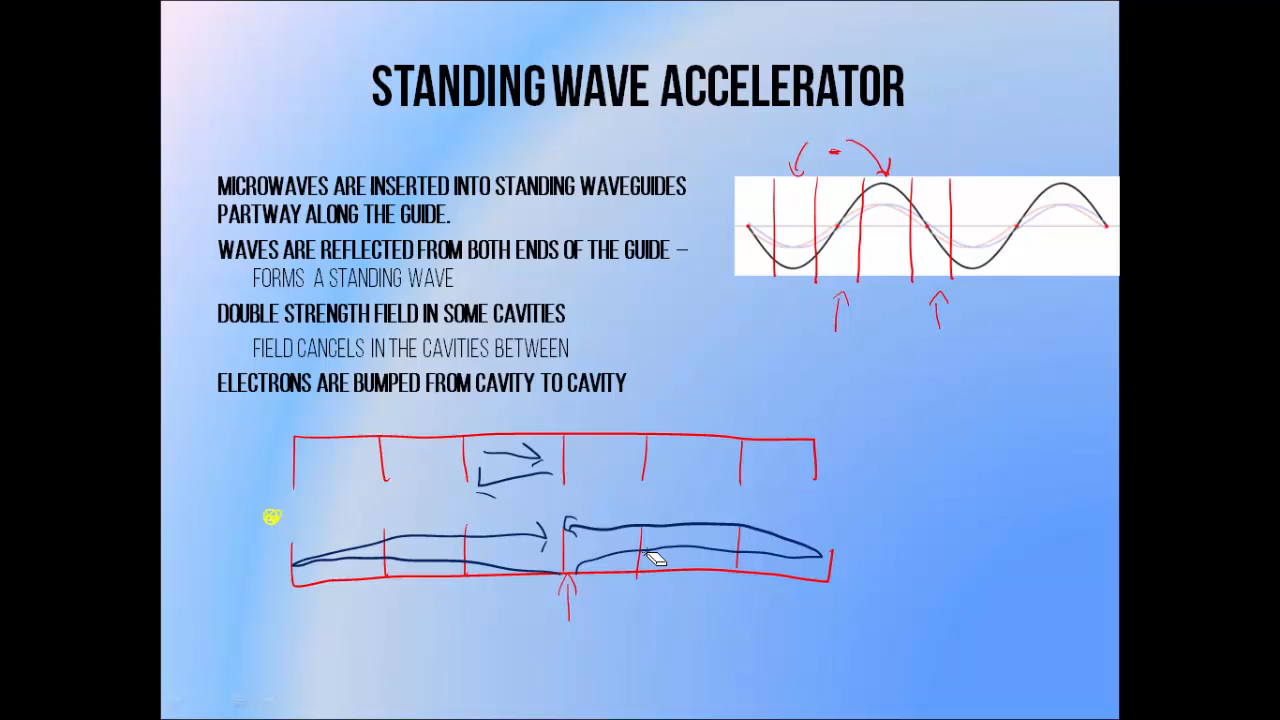 STANDING WAVE ACCELERATOR
MICROWAVES ARE INSERTED INTO STANDING WAVEGUIDES
PARTWAY ALONG THE GUIDE.
WAVES ARE REFLECTED FROM BOTH ENDS OF THE GUIDE –
FORMS A STANDING WAVE
DOUBLE STRENGTH FIELD IN SOME CAVITIES
FIELD CANCELS IN THE CAVITIES BETWEEN
ELECTRONS ARE BUMPED FROM CAVITY TO CAVITY